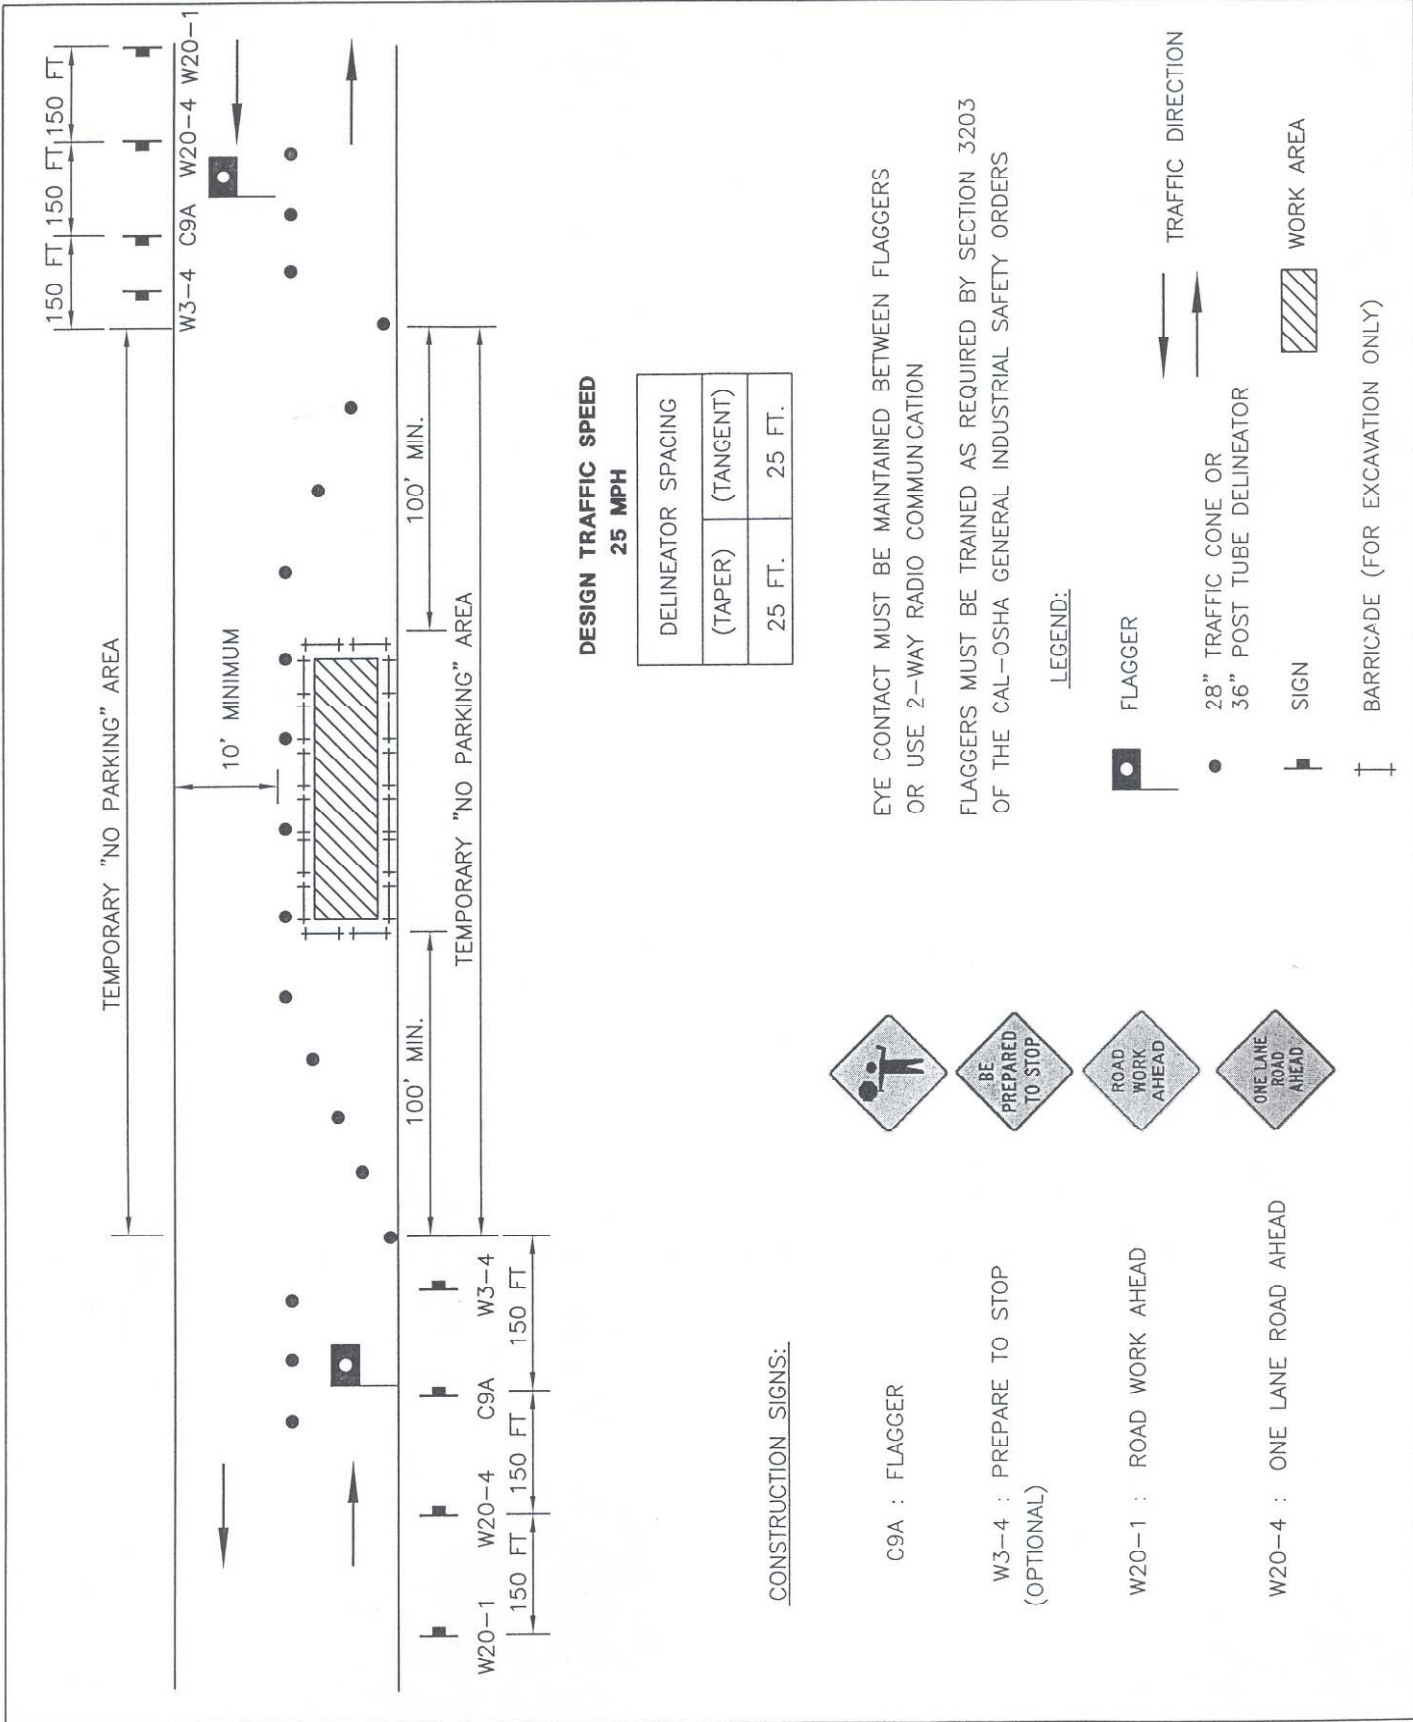 TEMPORARY "NO PARKING" AREA
150 FT
150 FT
150 FT
W3-4
C9A
W20-4
W20-1
10' MINIMUM
100' MIN.
100' MIN.
TEMPORARY "NO PARKING" AREA
W20-1
W20-4
C9A
W3-4
150 FT
150 FT
150 FT
DESIGN TRAFFIC SPEED
25 MPH
DELINEATOR SPACING
(TAPER)
(TANGENT)
25 FT.
25 FT.
CONSTRUCTION SIGNS:
C9A : FLAGGER
W3-4 : PREPARE TO STOP
(OPTIONAL)
BE
PREPARED
TO STOP
W20-1 : ROAD WORK AHEAD
ROAD
WORK
AHEAD
W20-4 : ONE LANE ROAD AHEAD
ONE LANE
ROAD
AHEAD
EYE CONTACT MUST BE MAINTAINED BETWEEN FLAGGERS
OR USE 2-WAY RADIO COMMUNICATION
FLAGGERS MUST BE TRAINED AS REQUIRED BY SECTION 3203
OF THE CAL-OSHA GENERAL INDUSTRIAL SAFETY ORDERS
LEGEND:
FLAGGER
TRAFFIC DIRECTION
28" TRAFFIC CONE OR
36" POST TUBE DELINEATOR
SIGN
WORK AREA
BARRICADE (FOR EXCAVATION ONLY)